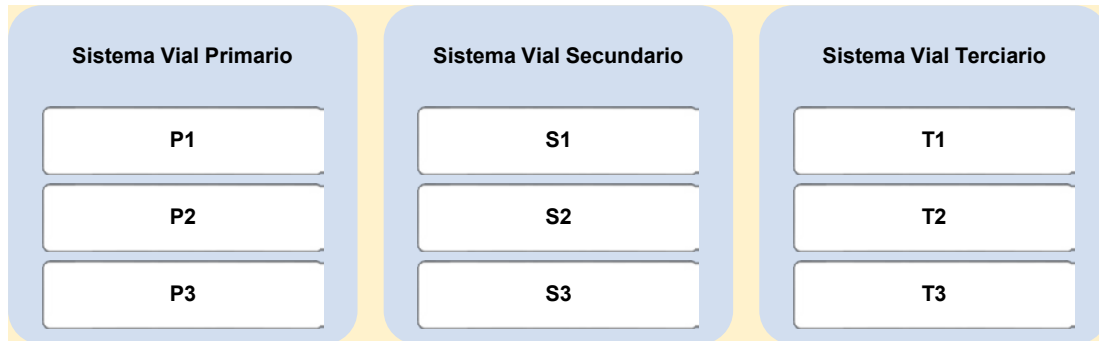 Sistema Vial Primario
P1
P2
P3
Sistema Vial Secundario
S1
S2
S3
Sistema Vial Terciario
T1
T2
T3